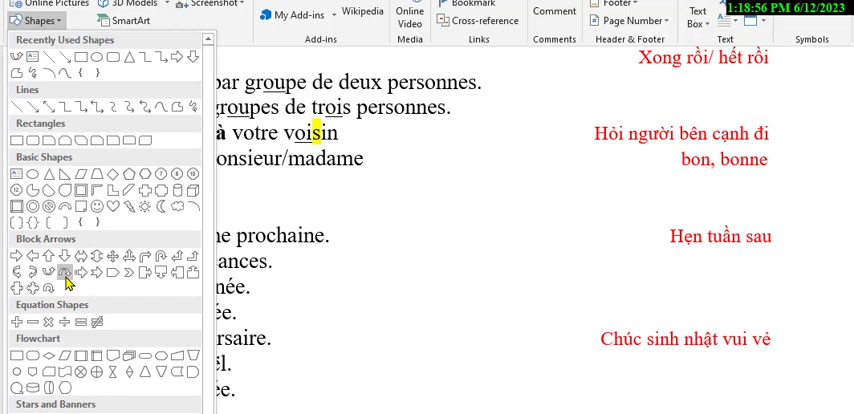 Online Pictures
3D Models
Screenshot
1:18:56 PM 6/12/2023
Shapes
SmartArt
My Add-ins
Wikipedia
Online Video
Bookmark
Cross-reference
Comment
Footer
Page Number
Text Box
Add-ins
Media
Links
Comments
Header & Footer
Text
Recently Used Shapes
Lines
Rectangles
Basic Shapes
Block Arrows
Equation Shapes
Flowchart
Stars and Banners
Xong rồi/ hết rồi
par groupe de deux personnes.
groupes de trois personnes.
à votre voisin
Hỏi người bên cạnh đi
onsieur/madame
bon, bonne
ne prochaine.
Hẹn tuần sau
ances.
née.
ée.
rsaire.
Chúc sinh nhật vui vẻ
ël.
ée.